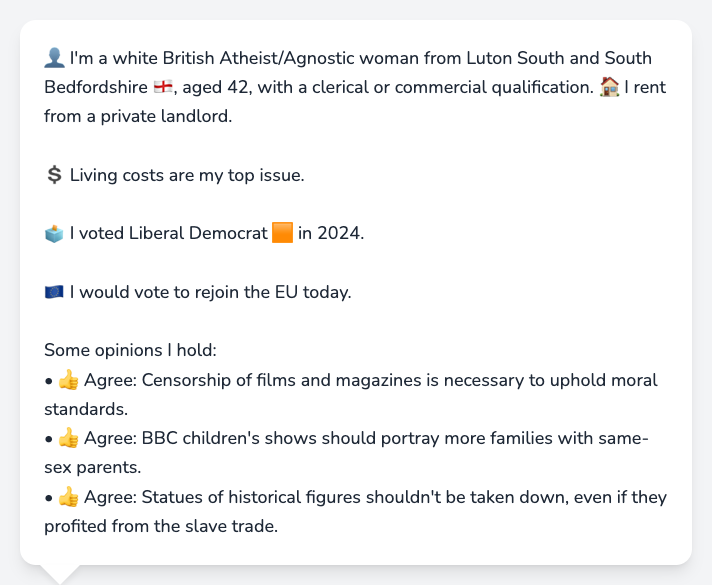 👤 I'm a white British Atheist/Agnostic woman from Luton South and South
Bedfordshire 🏴󠁧󠁢󠁥󠁮󠁧󠁿, aged 42, with a clerical or commercial qualification. 🏠 I rent
from a private landlord.
💲 Living costs are my top issue.
🗳️ I voted Liberal Democrat 🟧 in 2024.
🇪🇺 I would vote to rejoin the EU today.
Some opinions I hold:
• 👍 Agree: Censorship of films and magazines is necessary to uphold moral
standards.
• 👍 Agree: BBC children's shows should portray more families with same-
sex parents.
• 👍 Agree: Statues of historical figures shouldn't be taken down, even if they
profited from the slave trade.